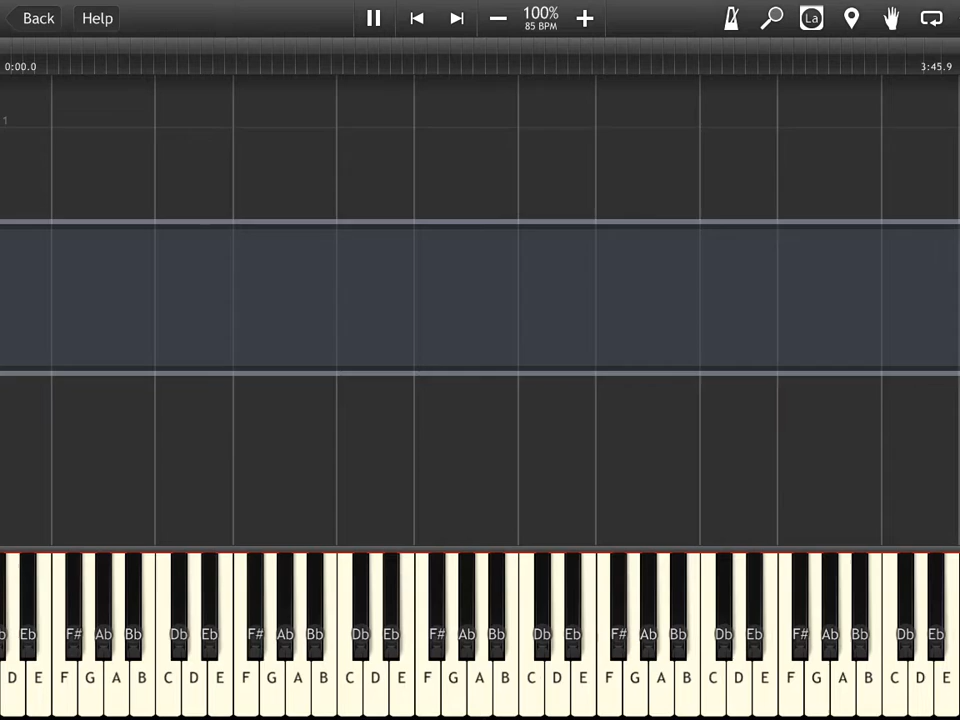 Back Help 100% La
85 BPM
0:00.0 3:45.9
1
b Eb F# Ab Bb Db Eb F# Ab Bb Db Eb F# Ab Bb Db Eb F# Ab Bb Db Eb F# Ab Bb Db Eb
D E F G A B C D E F G A B C D E F G A B C D E F G A B C D E F G A B C D E